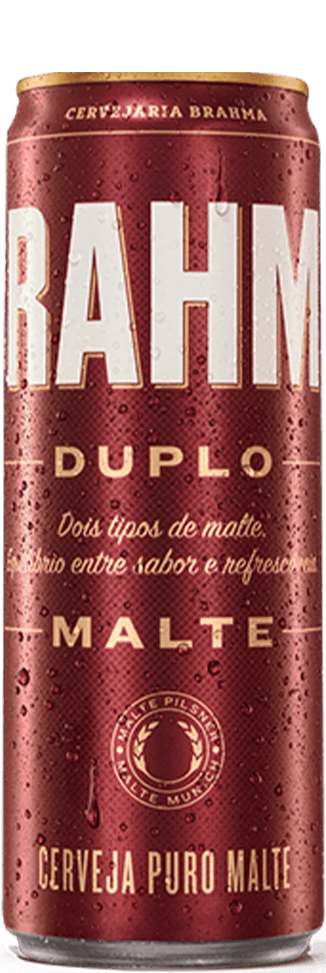 CERVEJARIA BRAHMA
RAHM
DUPLO
Dois tipos de malte.
Equilíbrio entre sabor e refrescância.
MALTE
MALTE PILSNER
MALTE MUNICH
CERVEJA PURO MALTE